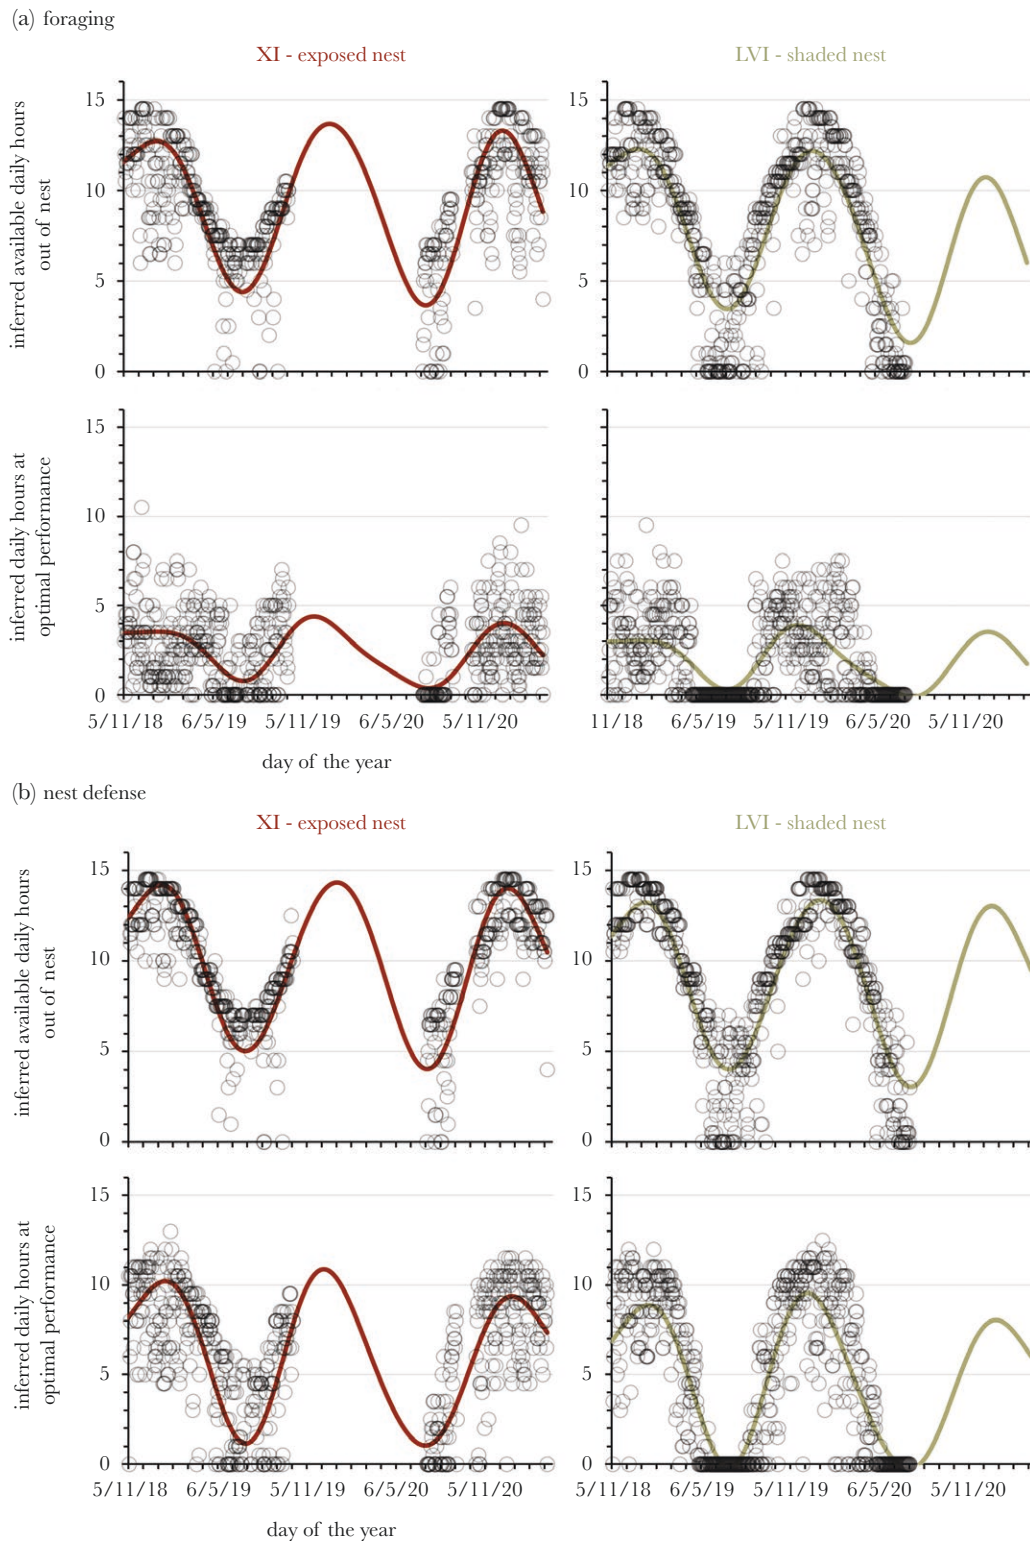 (a) foraging
XI - exposed nest
LVI - shaded nest
inferred available daily hours
out of nest
15
10
5
0
15
10
5
0
inferred daily hours at
optimal performance
15
10
5
0
15
10
5
0
5/11/18 6/5/19 5/11/19 6/5/20 5/11/20
11/18 6/5/19 5/11/19 6/5/20 5/11/20
day of the year
(b) nest defense
XI - exposed nest
LVI - shaded nest
inferred available daily hours
out of nest
15
10
5
0
15
10
5
0
inferred daily hours at
optimal performance
15
10
5
0
15
10
5
0
5/11/18 6/5/19 5/11/19 6/5/20 5/11/20
5/11/18 6/5/19 5/11/19 6/5/20 5/11/20
day of the year